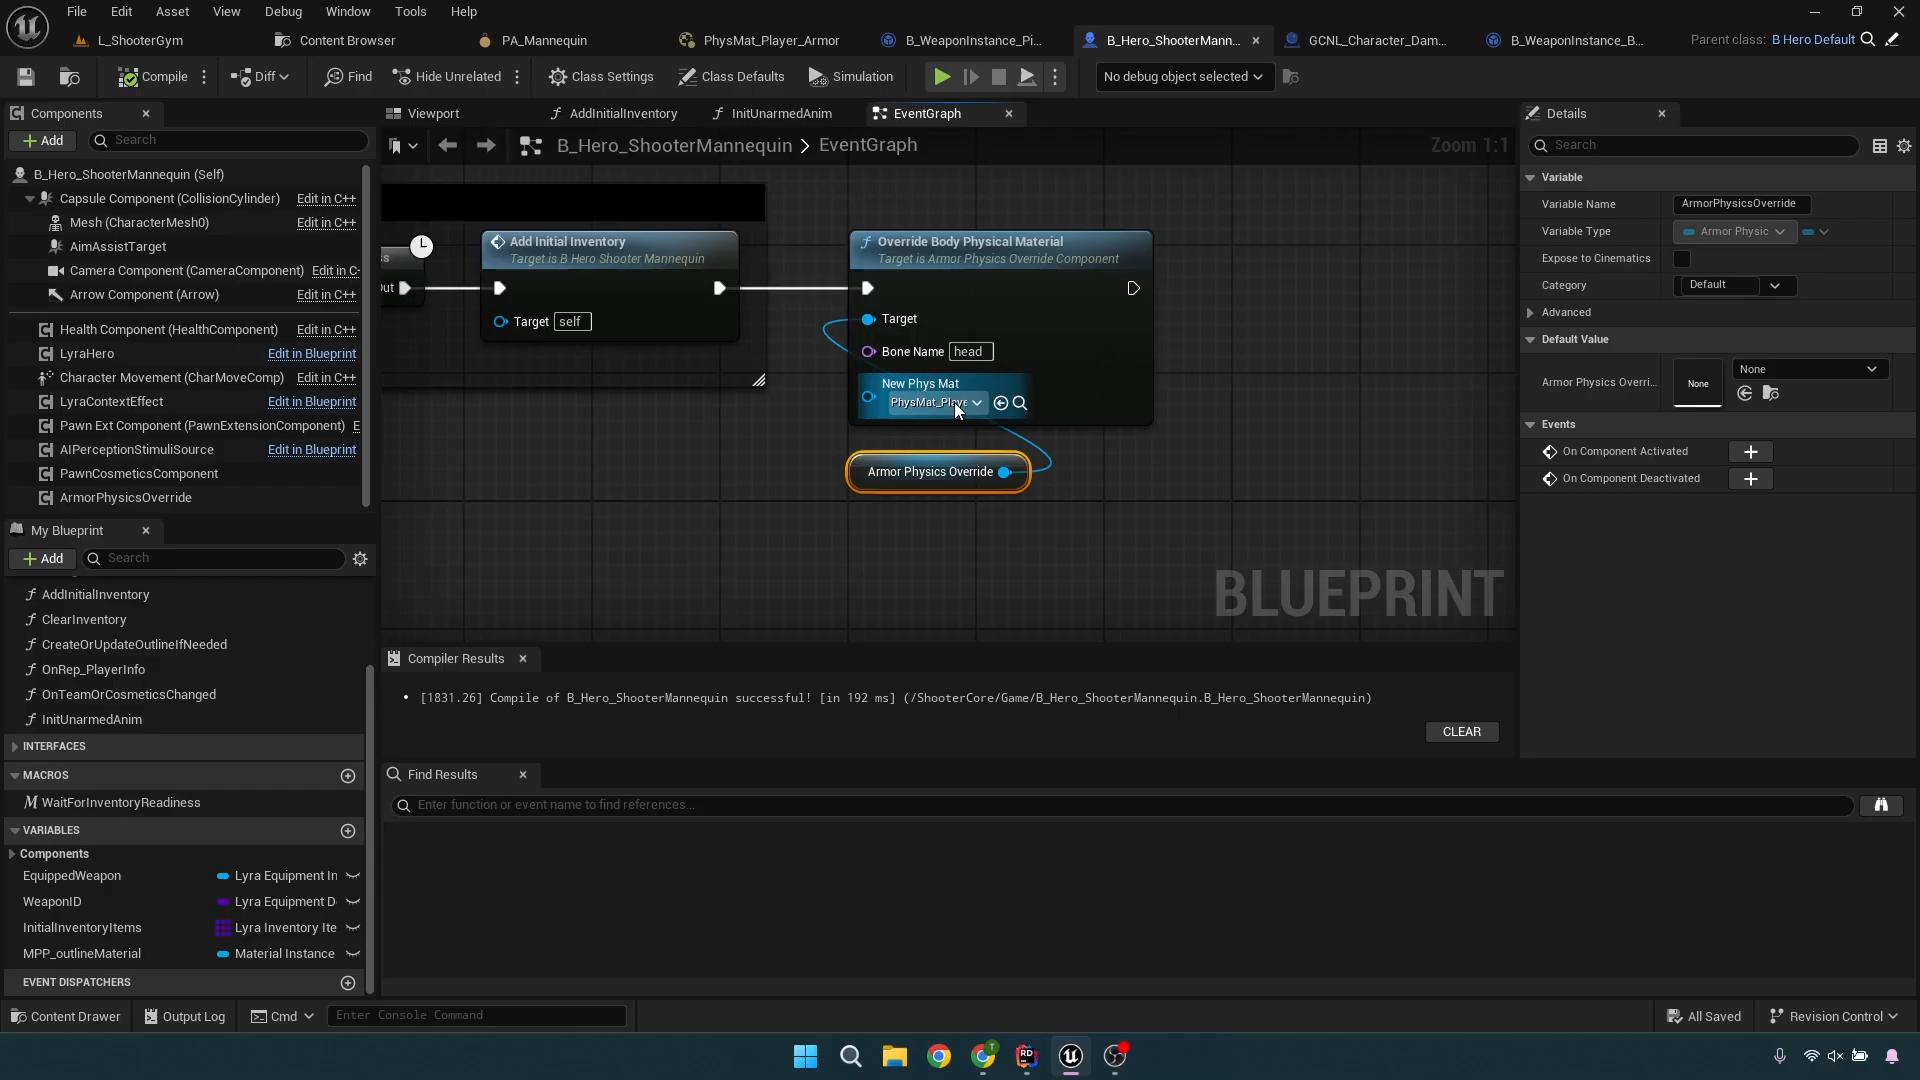 File Edit Asset View Debug Window Tools Help
L_ShooterGym Content Browser PA_Mannequin PhysMat_Player_Armor B_WeaponInstance_Pi... B_Hero_ShooterMann... GCNL_Character_Dam... B_WeaponInstance_B... Parent class: B Hero Default
Compile Diff Find Hide Unrelated Class Settings Class Defaults Simulation No debug object selected
Components
Add Search
B_Hero_ShooterMannequin (Self)
Capsule Component (CollisionCylinder) Edit in C++
Mesh (CharacterMesh0) Edit in C++
AimAssistTarget
Camera Component (CameraComponent) Edit in C
Arrow Component (Arrow) Edit in C++
Health Component (HealthComponent) Edit in C++
LyraHero Edit in Blueprint
Character Movement (CharMoveComp) Edit in C++
LyraContextEffect Edit in Blueprint
Pawn Ext Component (PawnExtensionComponent) E
AIPerceptionStimuliSource Edit in Blueprint
PawnCosmeticsComponent
ArmorPhysicsOverride
My Blueprint
Add Search
AddInitialInventory
ClearInventory
CreateOrUpdateOutlineIfNeeded
OnRep_PlayerInfo
OnTeamOrCosmeticsChanged
InitUnarmedAnim
INTERFACES
MACROS
WaitForInventoryReadiness
VARIABLES
Components
EquippedWeapon Lyra Equipment In
WeaponID Lyra Equipment D
InitialInventoryItems Lyra Inventory Ite
MPP_outlineMaterial Material Instance
EVENT DISPATCHERS
Viewport AddInitialInventory InitUnarmedAnim EventGraph
B_Hero_ShooterMannequin > EventGraph Zoom 1:1
s
Out
Add Initial Inventory
Target is B Hero Shooter Mannequin
Target self
Override Body Physical Material
Target is Armor Physics Override Component
Target
Bone Name head
New Phys Mat
PhysMat_Playe
Armor Physics Override
BLUEPRINT
Compiler Results
• [1831.26] Compile of B_Hero_ShooterMannequin successful! [in 192 ms] (/ShooterCore/Game/B_Hero_ShooterMannequin.B_Hero_ShooterMannequin)
CLEAR
Find Results
Enter function or event name to find references...
Details
Search
Variable
Variable Name ArmorPhysicsOverride
Variable Type Armor Physic
Expose to Cinematics
Category Default
Advanced
Default Value
Armor Physics Overri... None None
Events
On Component Activated
On Component Deactivated
Content Drawer Output Log Cmd Enter Console Command All Saved Revision Control
T
RD